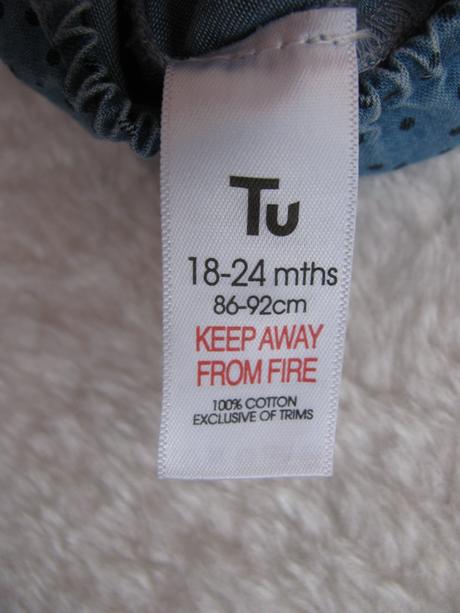 Tu
18-24 mths
86-92cm
KEEP AWAY
FROM FIRE
100% COTTON
EXCLUSIVE OF TRIMS